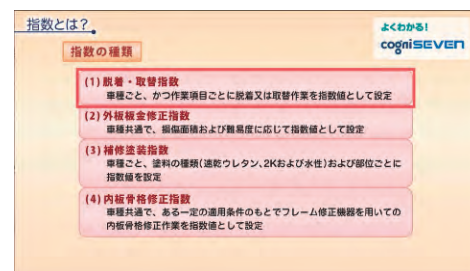 指数とは？
よくわかる!
cogniSEVEN
指数の種類
(1)脱着・取替指数
車種ごと、かつ作業項目ごとに脱着又は取替作業を指数値として設定
(2)外板板金修正指数
車種共通で、損傷面積および難易度に応じて指数値として設定
(3)補修塗装指数
車種ごと、塗料の種類(速乾ウレタン、2Kおよび水性)および部位ごとに
指数値を設定
(4)内板骨格修正指数
車種共通で、ある一定の適用条件のもとでフレーム修正機器を用いての
内板骨格修正作業を指数値として設定